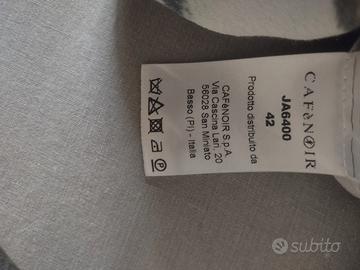 CAFèNOIR
JA6400
42
Prodotto distribuito da
CAFèNOIR S.p.A.
Via Cascina Lari, 20
56028 San Miniato
Basso (PI) - Italia
P
subito